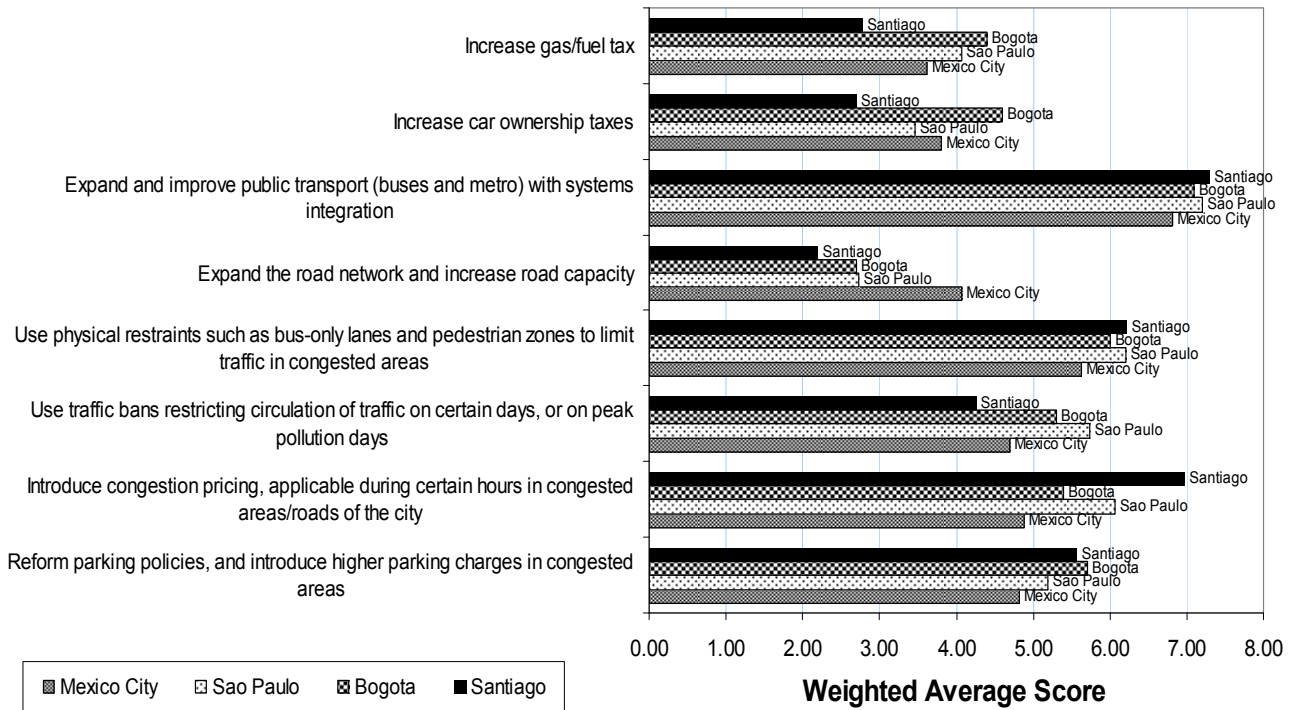 Increase gas/fuel tax
Santiago
Bogota
Sao Paulo
Mexico City
Increase car ownership taxes
Santiago
Bogota
Sao Paulo
Mexico City
Expand and improve public transport (buses and metro) with systems
integration
Santiago
Bogota
Sao Paulo
Mexico City
Expand the road network and increase road capacity
Santiago
Bogota
Sao Paulo
Mexico City
Use physical restraints such as bus-only lanes and pedestrian zones to limit
traffic in congested areas
Santiago
Bogota
Sao Paulo
Mexico City
Use traffic bans restricting circulation of traffic on certain days, or on peak
pollution days
Santiago
Bogota
Sao Paulo
Mexico City
Introduce congestion pricing, applicable during certain hours in congested
areas/roads of the city
Santiago
Bogota
Sao Paulo
Mexico City
Reform parking policies, and introduce higher parking charges in congested
areas
Santiago
Bogota
Sao Paulo
Mexico City
0.00 1.00 2.00 3.00 4.00 5.00 6.00 7.00 8.00
Weighted Average Score
Mexico City Sao Paulo Bogota Santiago